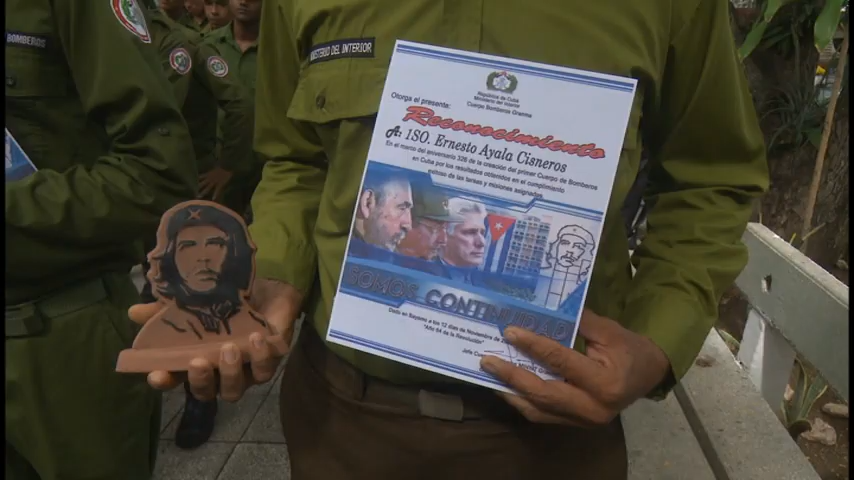 BOMBEROS
MINISTERIO DEL INTERIOR
República de Cuba
Ministerio del Interior
Cuerpo Bomberos Granma
Otorga el presente:
Reconocimiento
A: 1SO. Ernesto Ayala Cisneros
En el marco del aniversario 326 de la creación del primer Cuerpo de Bomberos
en Cuba por los resultados obtenidos en el cumplimiento
exitoso de las tareas y misiones asignadas
SOMOS CONTINUIDAD
Dado en Bayamo a los 12 días de Noviembre de
"Año 64 de la Revolución"
Jefe